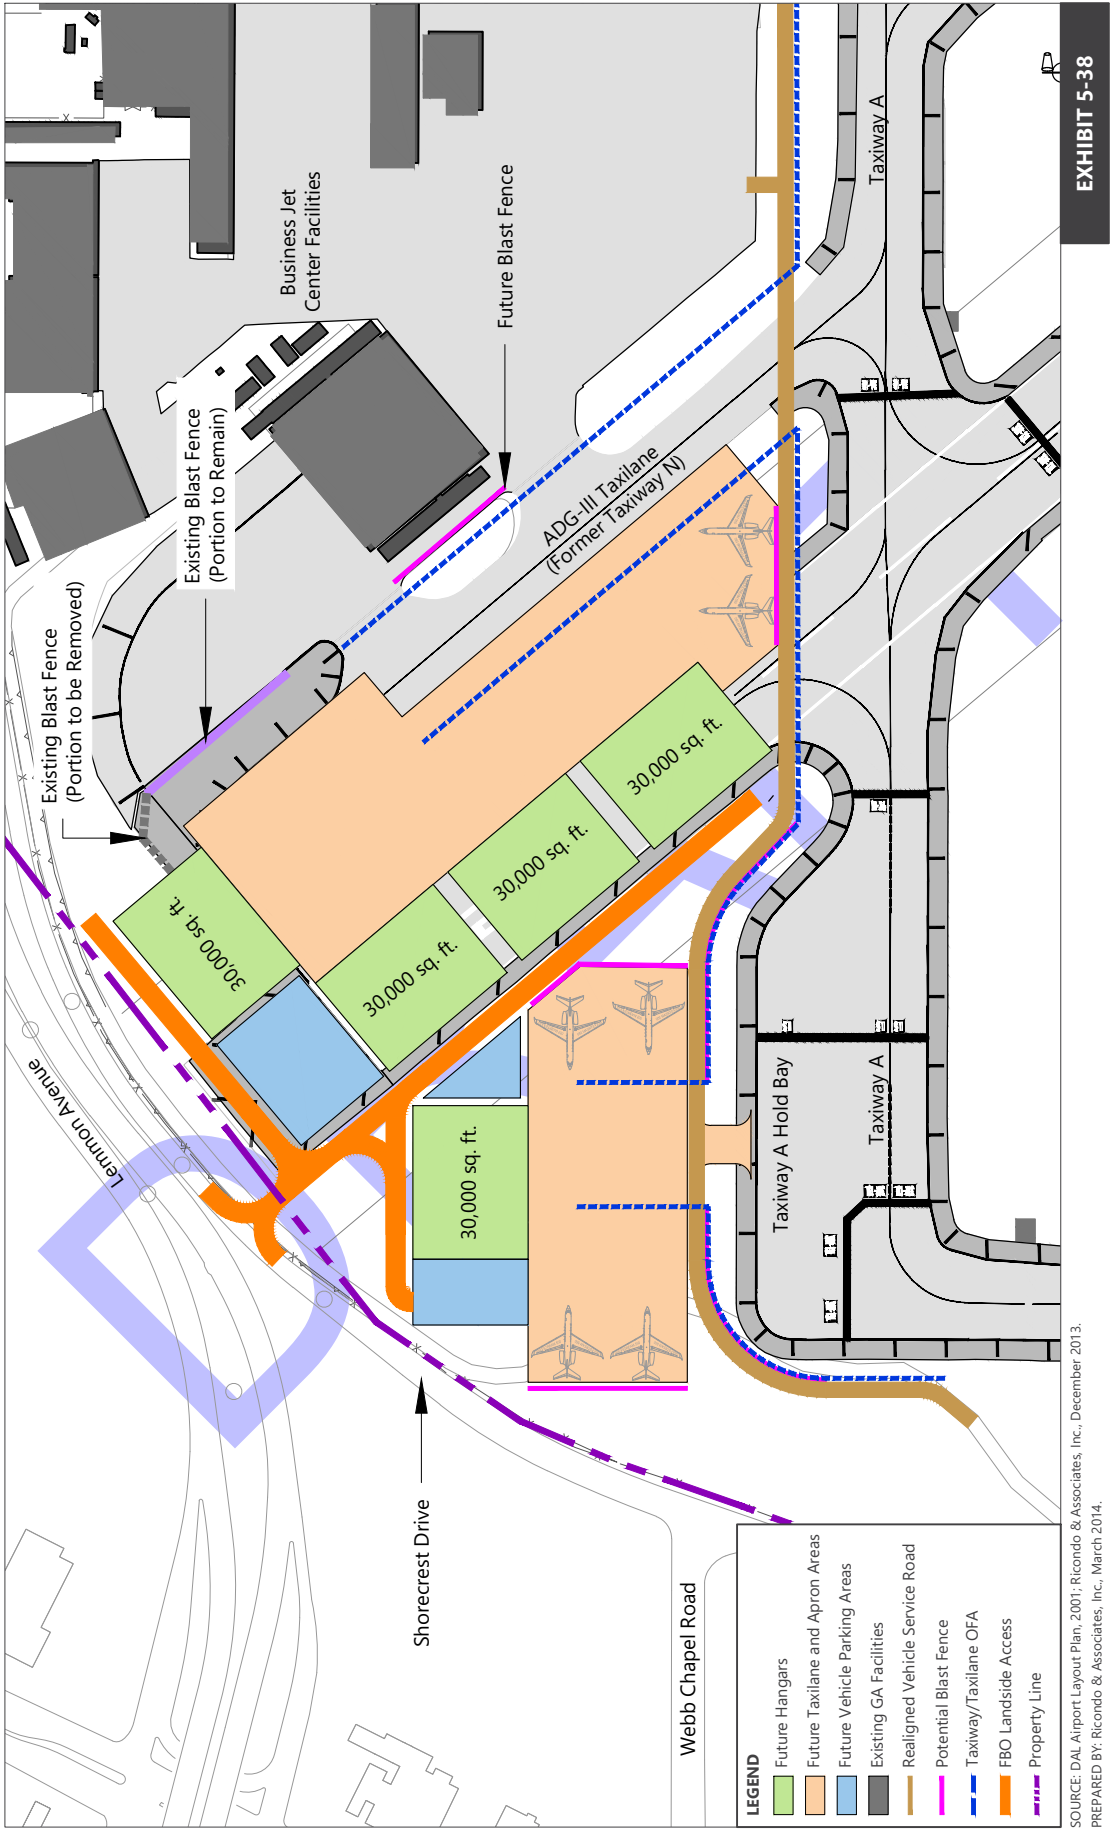 EXHIBIT 5-38
Business Jet
Center Facilities
Existing Blast Fence
(Portion to Remain)
Existing Blast Fence
(Portion to be Removed)
Future Blast Fence
ADG-III Taxilane
(Former Taxiway N)
Taxiway A
30,000 sq. ft.
30,000 sq. ft.
30,000 sq. ft.
30,000 sq. ft.
30,000 sq. ft.
Lemmon Avenue
Taxiway A Hold Bay
Taxiway A
Shorecrest Drive
Webb Chapel Road
LEGEND
Future Hangars
Future Taxilane and Apron Areas
Future Vehicle Parking Areas
Existing GA Facilities
Realigned Vehicle Service Road
Potential Blast Fence
Taxiway/Taxilane OFA
FBO Landside Access
Property Line
SOURCE: DAL Airport Layout Plan, 2001; Ricondo & Associates, Inc., December 2013.
PREPARED BY: Ricondo & Associates, Inc., March 2014.